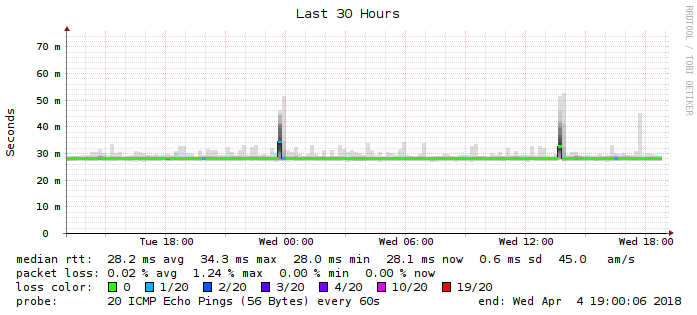 Last 30 Hours
RRDTOOL / TOBI OETIKER
Seconds
70 m
60 m
50 m
40 m
30 m
20 m
10 m
0
Tue 18:00 Wed 00:00 Wed 06:00 Wed 12:00 Wed 18:00
median rtt: 28.2 ms avg 34.3 ms max 28.0 ms min 28.1 ms now 0.6 ms sd 45.0 am/s
packet loss: 0.02 % avg 1.24 % max 0.00 % min 0.00 % now
loss color: 0 1/20 2/20 3/20 4/20 10/20 19/20
probe: 20 ICMP Echo Pings (56 Bytes) every 60s end: Wed Apr 4 19:00:06 2018